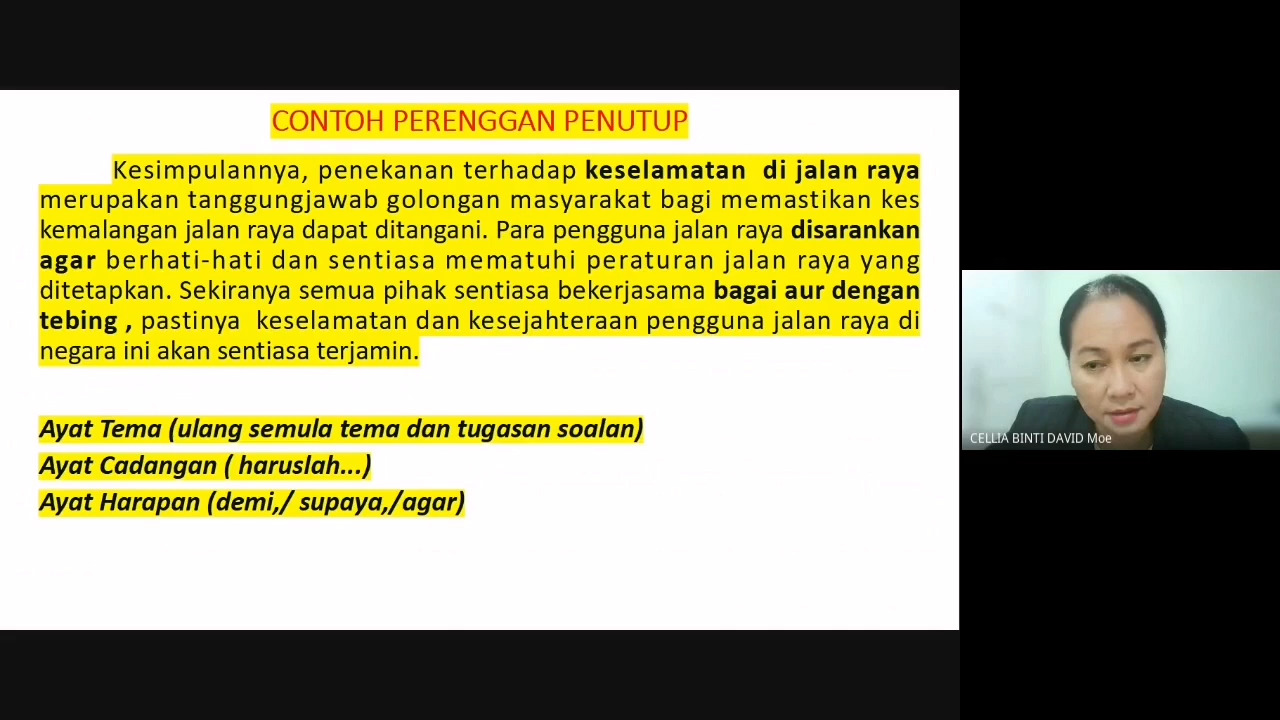 CONTOH PERENGGAN PENUTUP
Kesimpulannya, penekanan terhadap keselamatan di jalan raya
merupakan tanggungjawab golongan masyarakat bagi memastikan kes
kemalangan jalan raya dapat ditangani. Para pengguna jalan raya disarankan
agar berhati-hati dan sentiasa mematuhi peraturan jalan raya yang
ditetapkan. Sekiranya semua pihak sentiasa bekerjasama bagai aur dengan
tebing , pastinya keselamatan dan kesejahteraan pengguna jalan raya di
negara ini akan sentiasa terjamin.
Ayat Tema (ulang semula tema dan tugasan soalan)
Ayat Cadangan ( haruslah...)
Ayat Harapan (demi,/ supaya,/agar)
CELLIA BINTI DAVID Moe